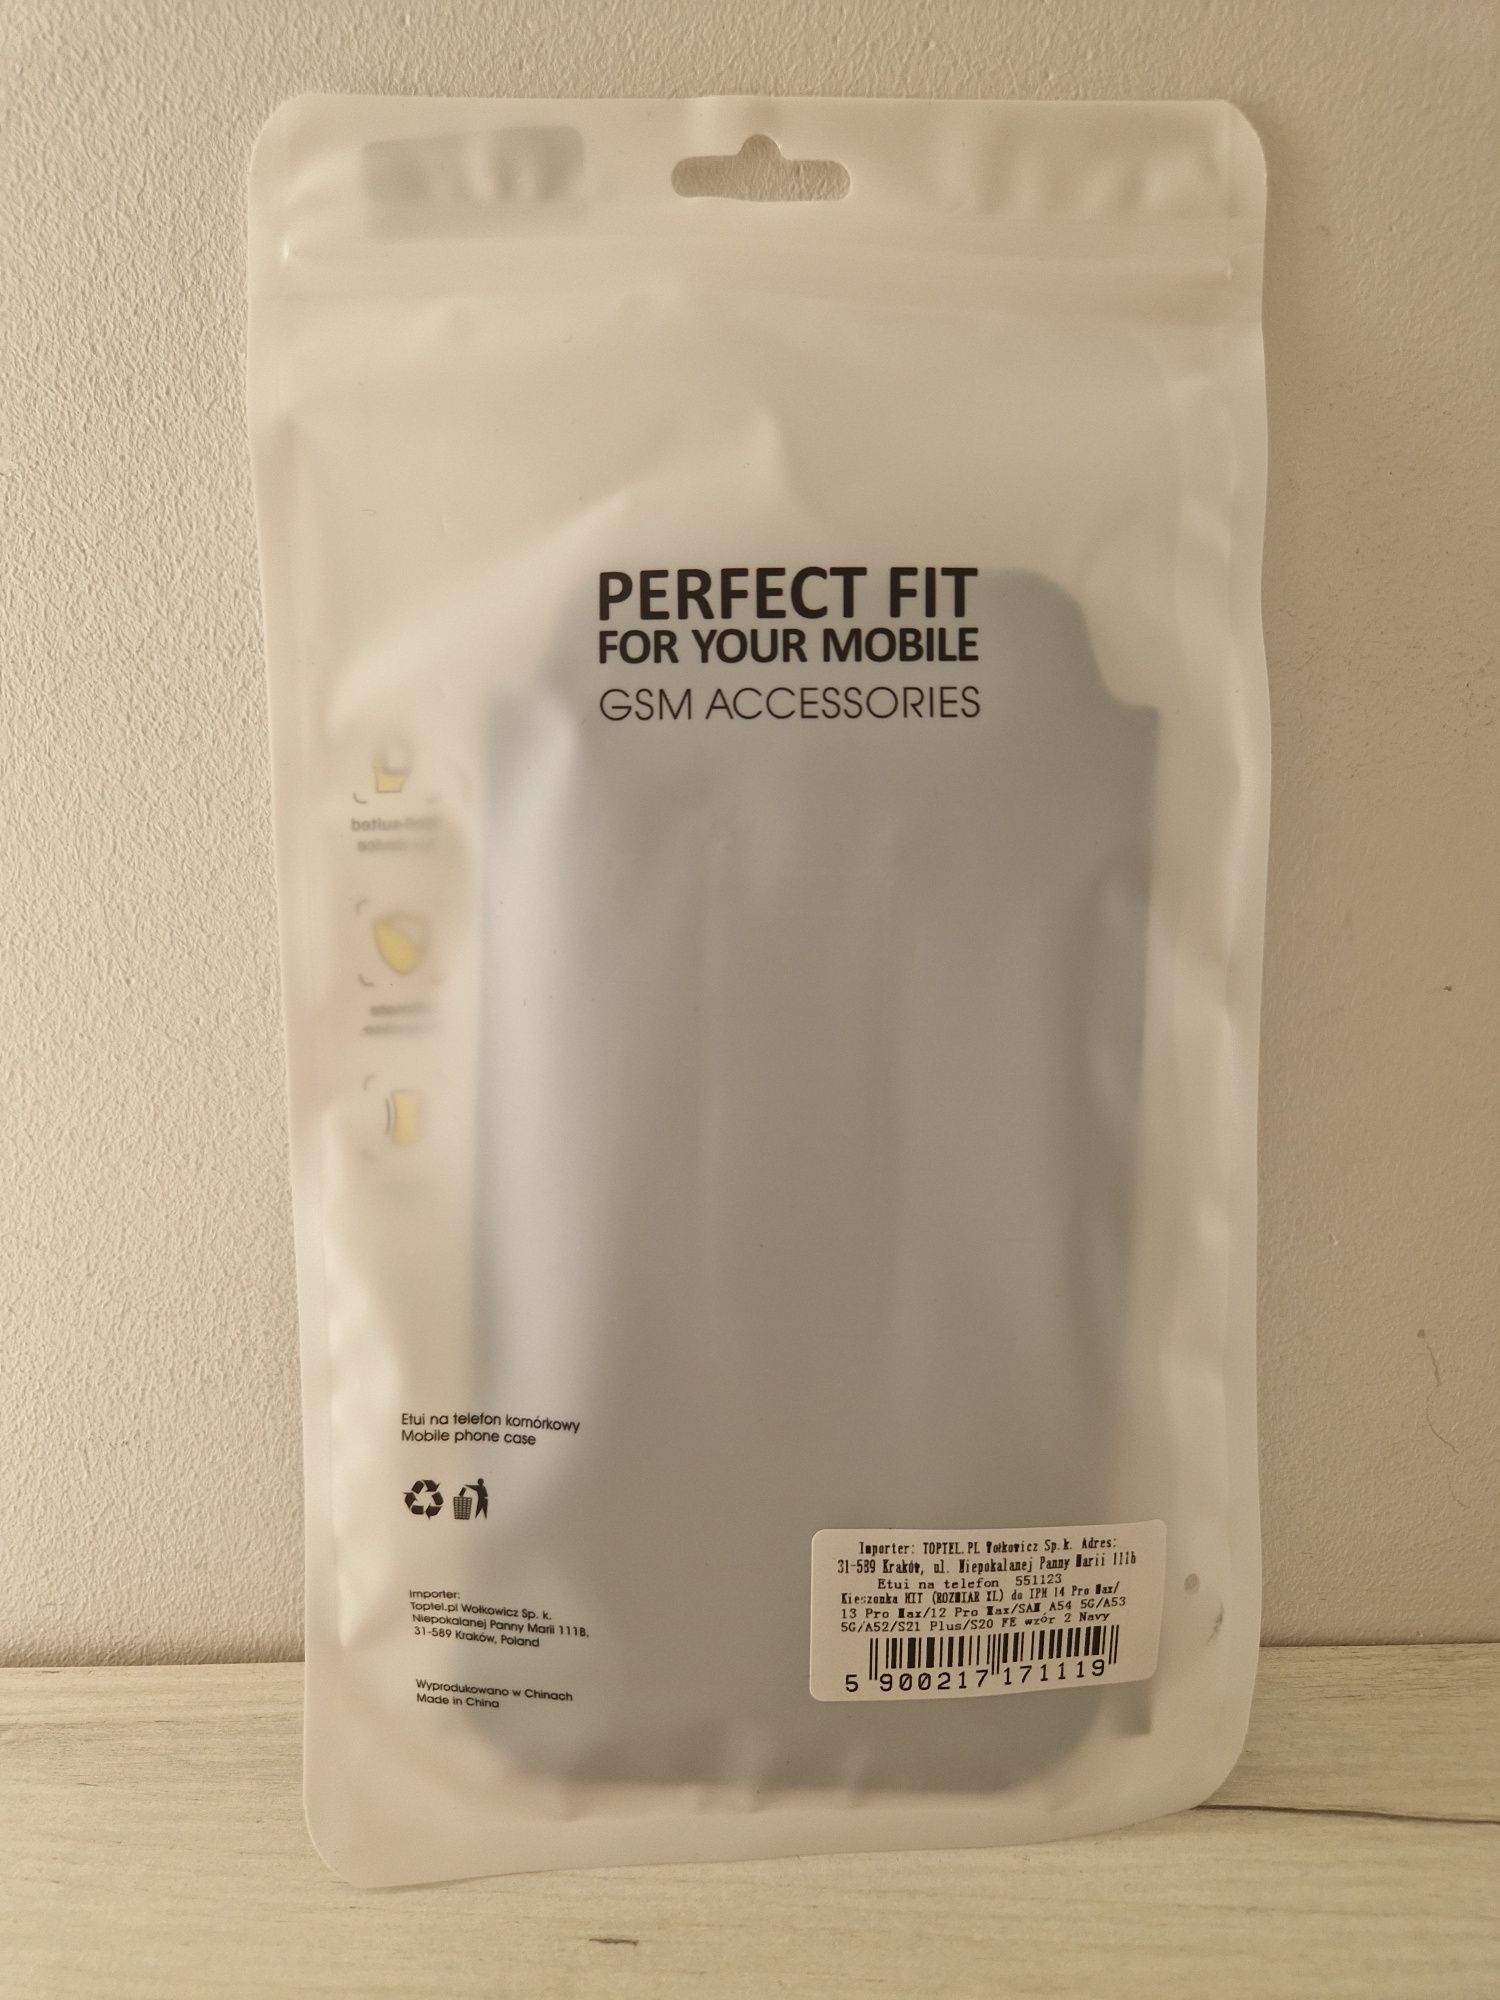 PERFECT FIT
FOR YOUR MOBILE
GSM ACCESSORIES
Etui na telefon komórkowy
Mobile phone case
Importer:
Toptel.pl Wołkowicz Sp. k.
Niepokalanej Panny Marii 111B,
31-589 Kraków, Poland
Wyprodukowano w Chinach
Made in China
Importer: TOPTEL.PL Wołkowicz Sp.k. Adres:
31-589 Kraków, ul. Niepokalanej Panny Marii 111b
Etui na telefon 551123
Kieszonka HIT (ROZMIAR XL) do IPH 14 Pro Max/
13 Pro Max/12 Pro Max/SAM A54 5G/A53
5G/A52/S21 Plus/S20 FE wzór 2 Navy
5 900217 171119